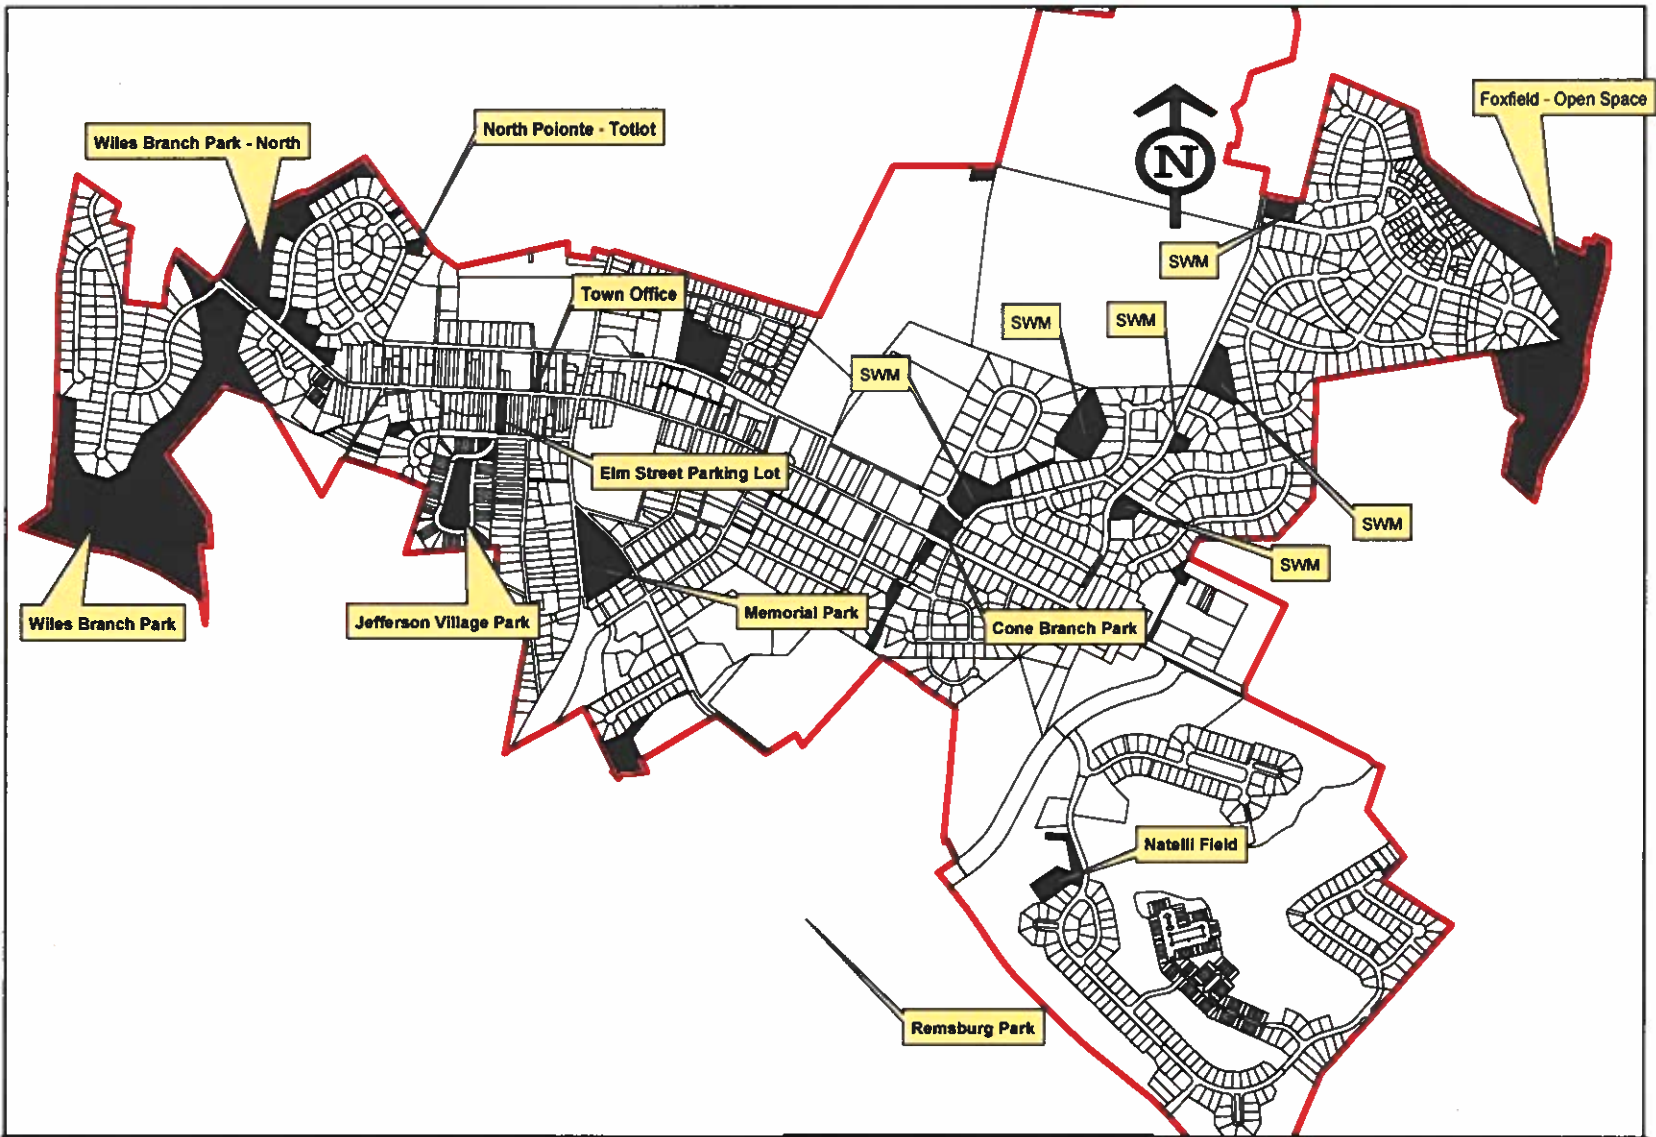 Foxfield - Open Space
North Poionte - Totlot
Wiles Branch Park - North
N
SWM
Town Office
SWM
SWM
SWM
Elm Street Parking Lot
SWM
SWM
Memorial Park
Wiles Branch Park
Jefferson Village Park
Cone Branch Park
Natelli Field
Remsburg Park